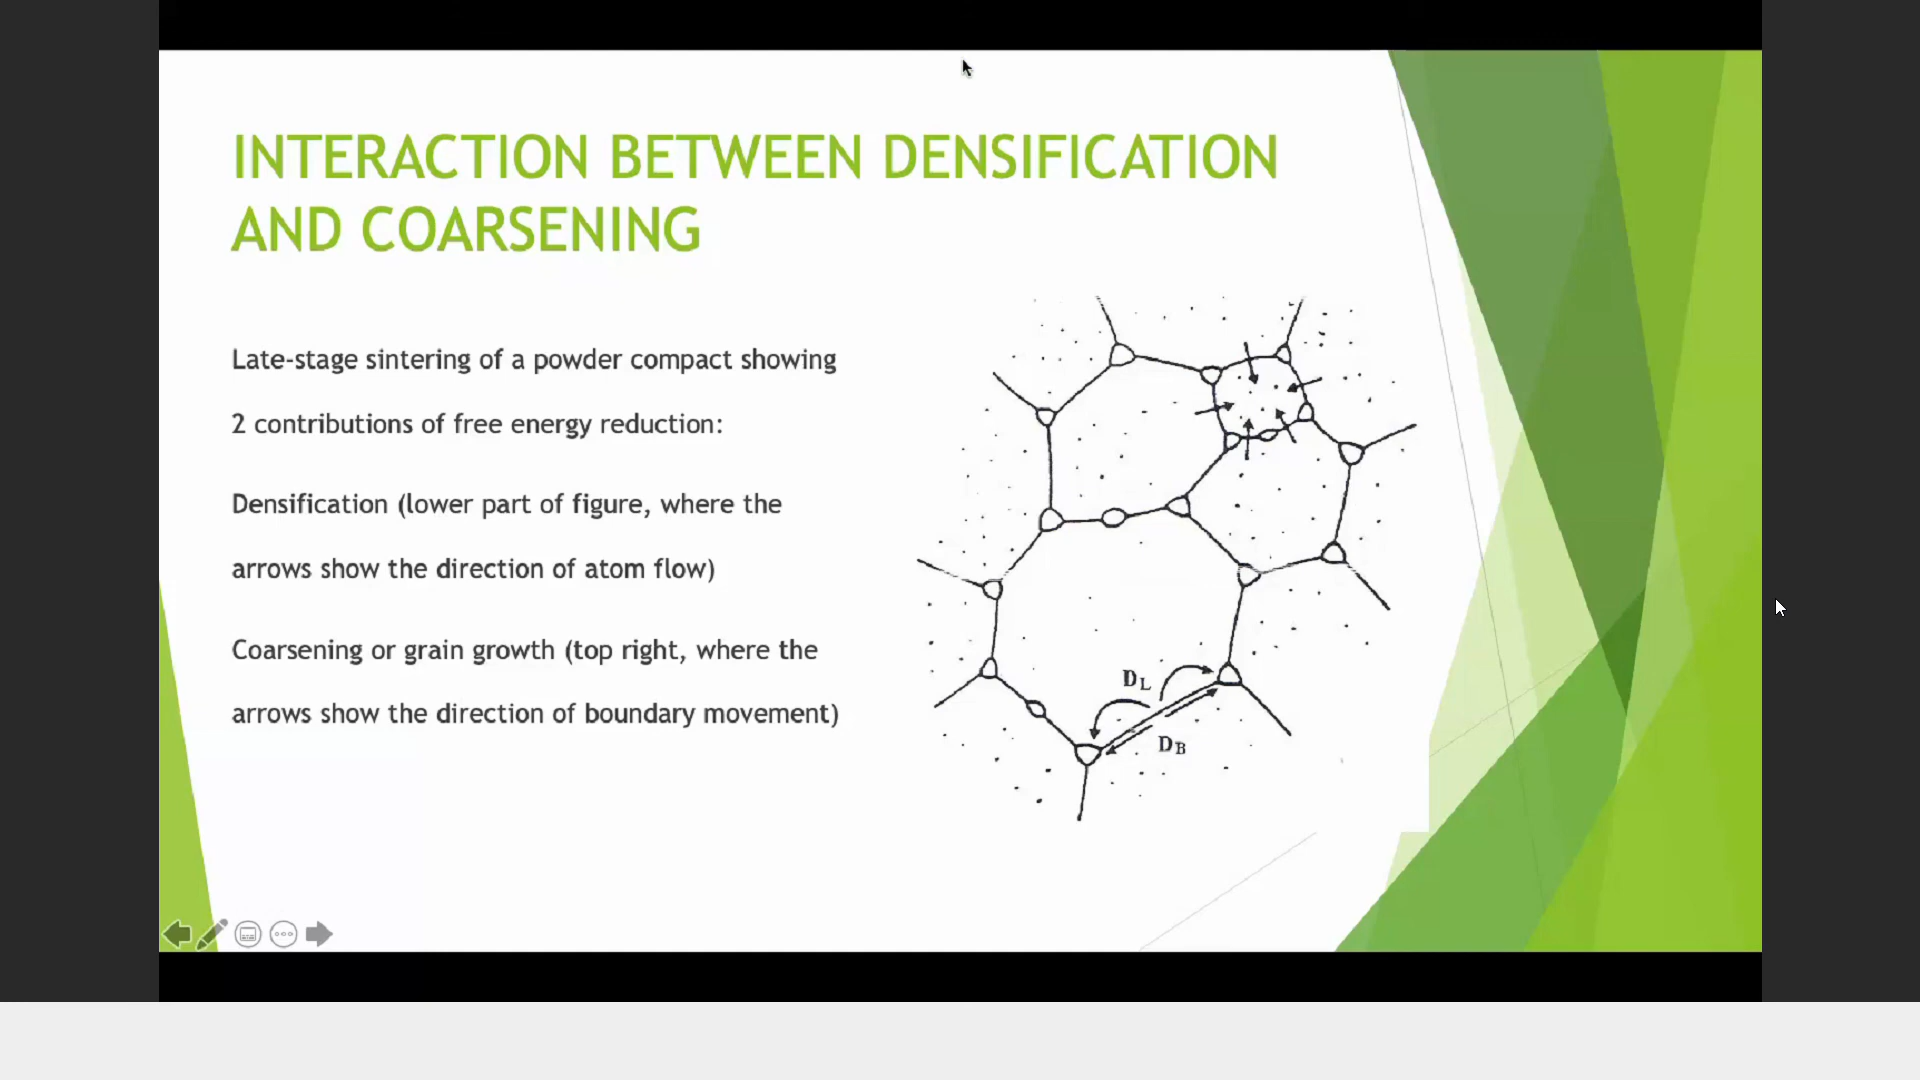 INTERACTION BETWEEN DENSIFICATION
AND COARSENING
Late-stage sintering of a powder compact showing
2 contributions of free energy reduction:
Densification (lower part of figure, where the
arrows show the direction of atom flow)
Coarsening or grain growth (top right, where the
arrows show the direction of boundary movement)
DL
DB